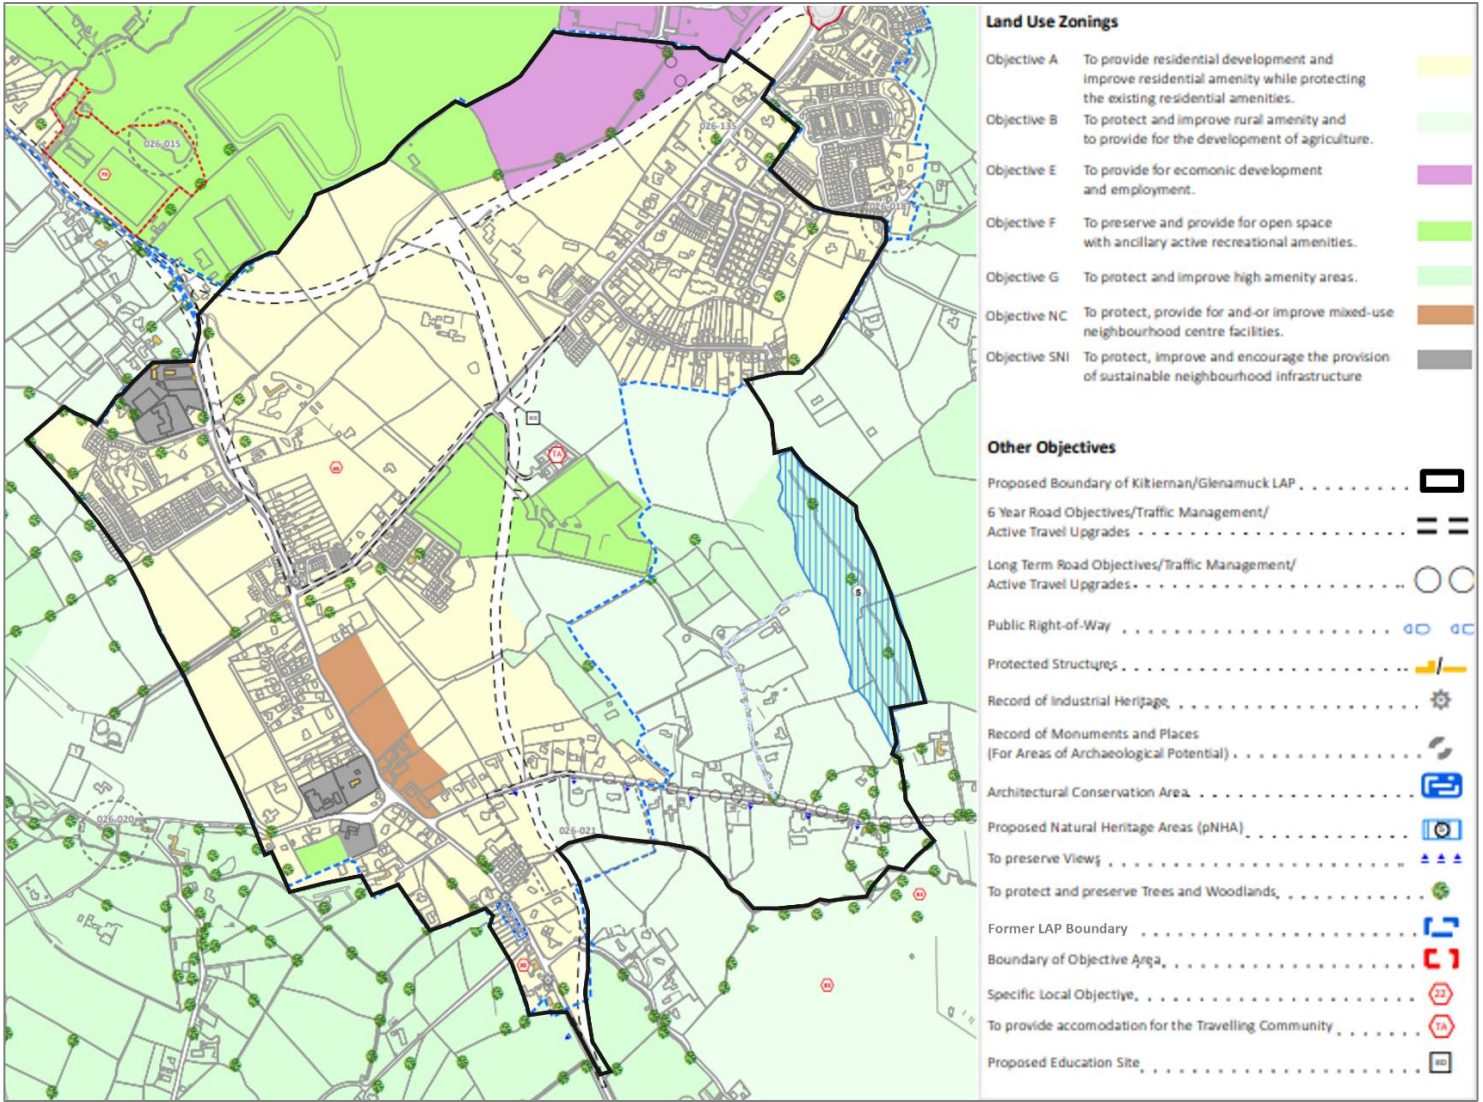 Land Use Zonings
Objective A To provide residential development and
improve residential amenity while protecting
the existing residential amenities.
Objective B To protect and improve rural amenity and
to provide for the development of agriculture.
Objective E To provide for ecomonic development
and employment.
Objective F To preserve and provide for open space
with ancillary active recreational amenities.
Objective G To protect and improve high amenity areas.
Objective NC To protect, provide for and-or improve mixed-use
neighbourhood centre facilities.
Objective SNI To protect, improve and encourage the provision
of sustainable neighbourhood infrastructure
Other Objectives
Proposed Boundary of Kiltiernan/Glenamuck LAP
6 Year Road Objectives/Traffic Management/
Active Travel Upgrades
Long Term Road Objectives/Traffic Management/
Active Travel Upgrades
Public Right-of-Way
Protected Structures
Record of Industrial Heritage
Record of Monuments and Places
(For Areas of Archaeological Potential)
Architectural Conservation Area
Proposed Natural Heritage Areas (pNHA)
To preserve Views
To protect and preserve Trees and Woodlands
Former LAP Boundary
Boundary of Objective Area
Specific Local Objective
22
To provide accomodation for the Travelling Community
TA
Proposed Education Site
ED
026-015
026-135
TA
5
026-020
026-021